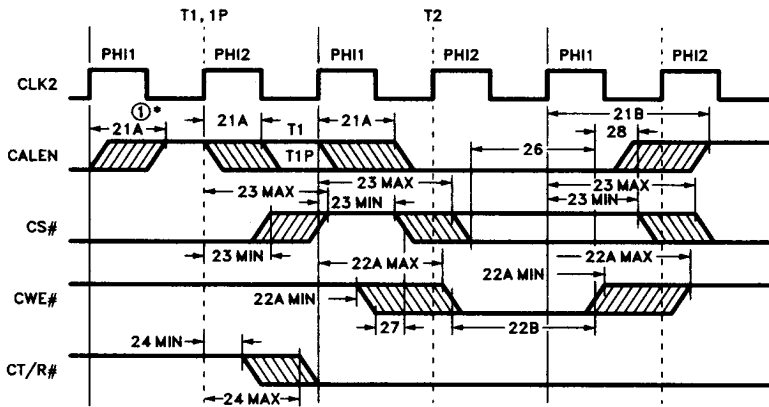 T1, 1P T2
PHI1 PHI2 PHI1 PHI2 PHI1 PHI2
CLK2
①* 21B
21A 21A T1 21A 28
CALEN T1P 26
23 MAX 23 MAX 23 MAX
23 MIN 23 MIN
CS#
23 MIN 22A MAX 22A MAX
22A MIN
CWE# 22A MIN
27 22B
24 MIN
CT/R#
24 MAX